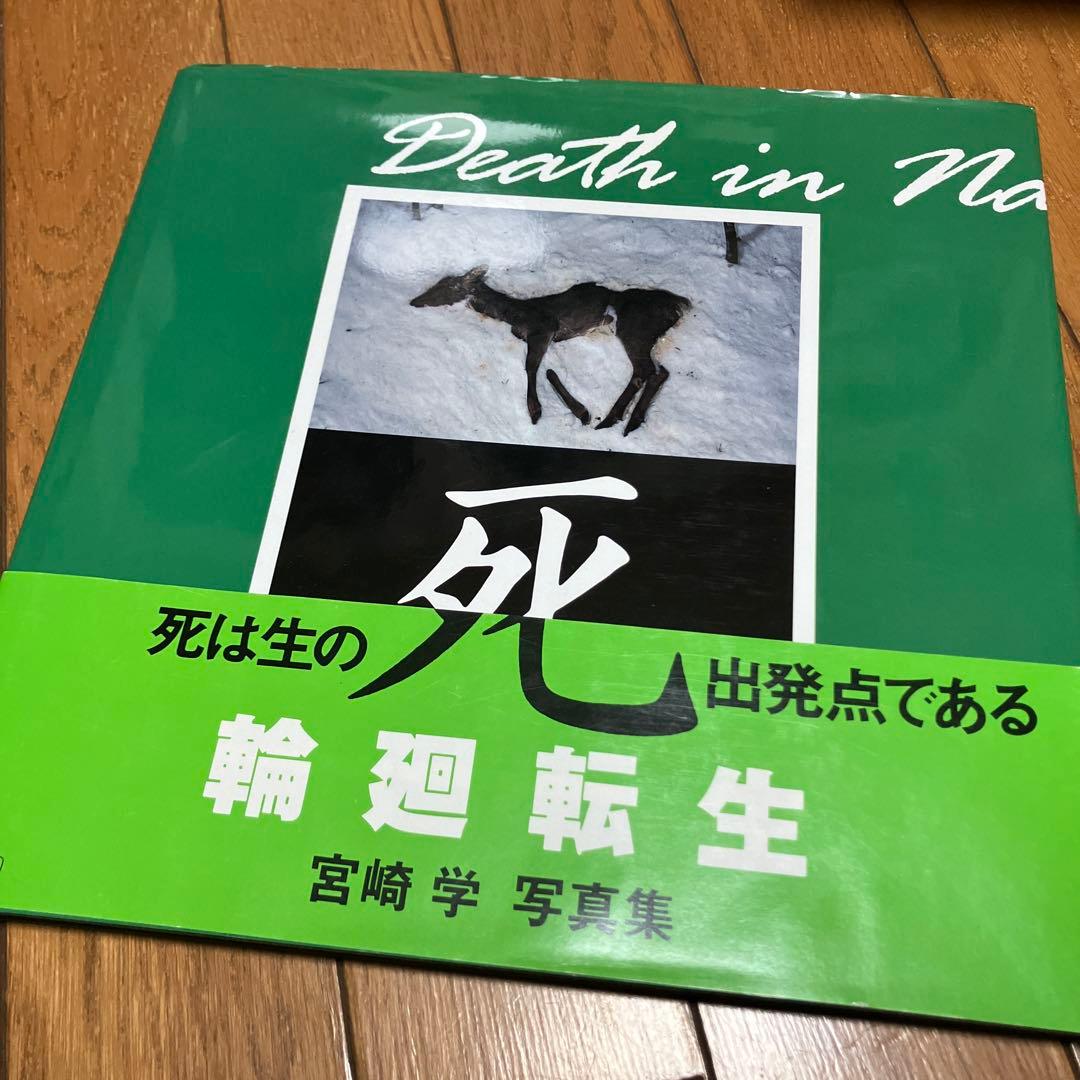 Death in Na
死
死は生の
出発点である
輪廻転生
宮崎 学 写真集